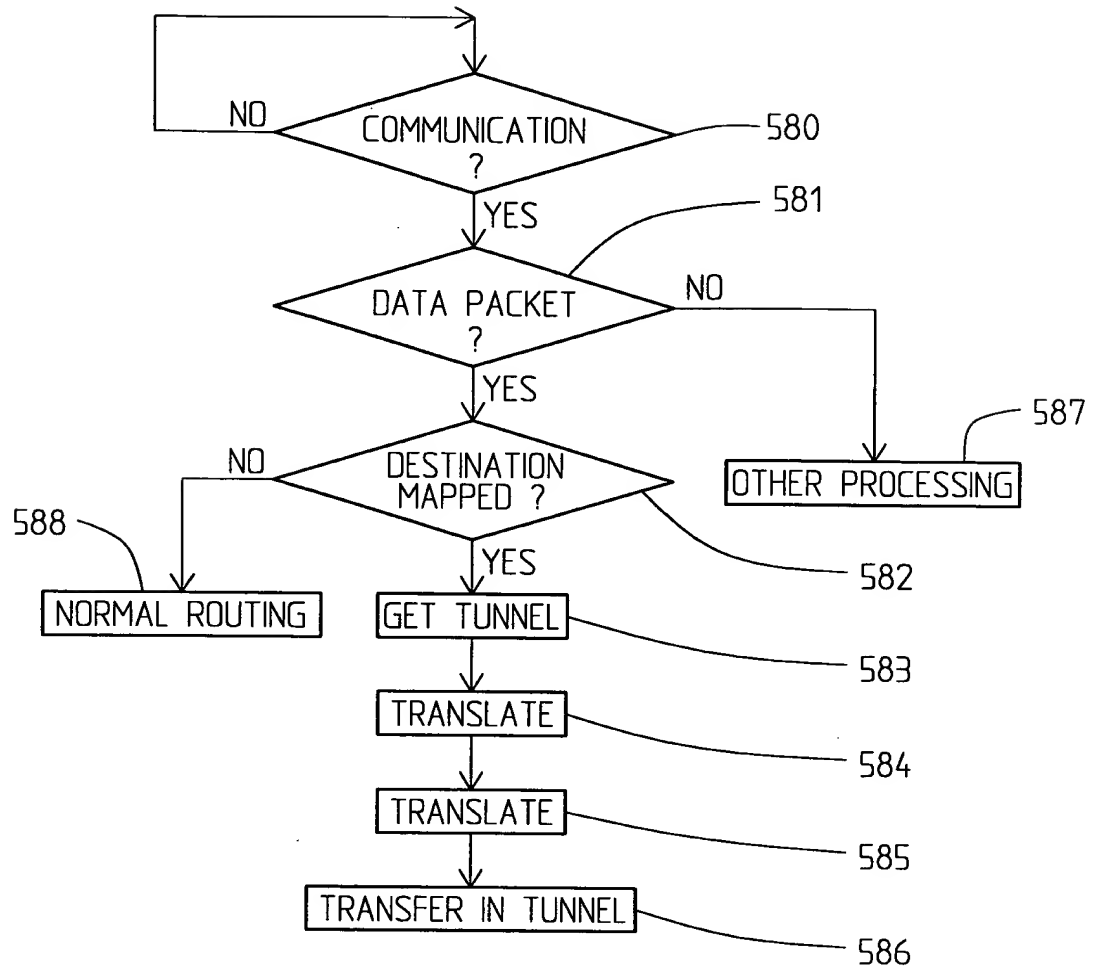 NO
COMMUNICATION
?
580
YES
581
DATA PACKET
?
NO
YES
587
NO
DESTINATION
MAPPED ?
OTHER PROCESSING
588
YES
582
NORMAL ROUTING
GET TUNNEL
583
TRANSLATE
584
TRANSLATE
585
TRANSFER IN TUNNEL
586